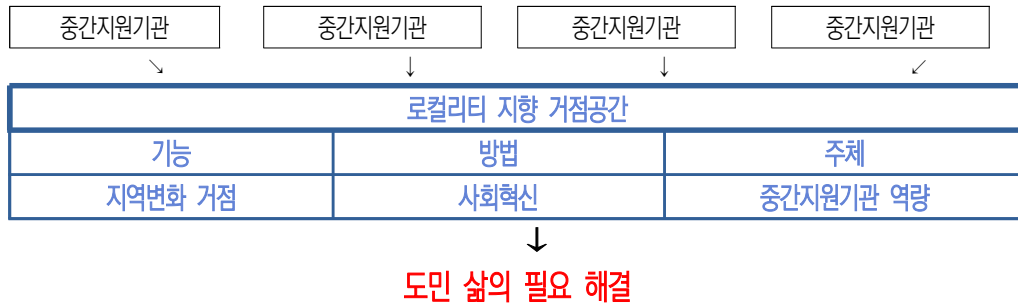 중간지원기관 중간지원기관 중간지원기관 중간지원기관
↘ ↓ ↓ ↙
로컬리티 지향 거점공간
기능 방법 주체
지역변화 거점 사회혁신 중간지원기관 역량
↓
도민 삶의 필요 해결